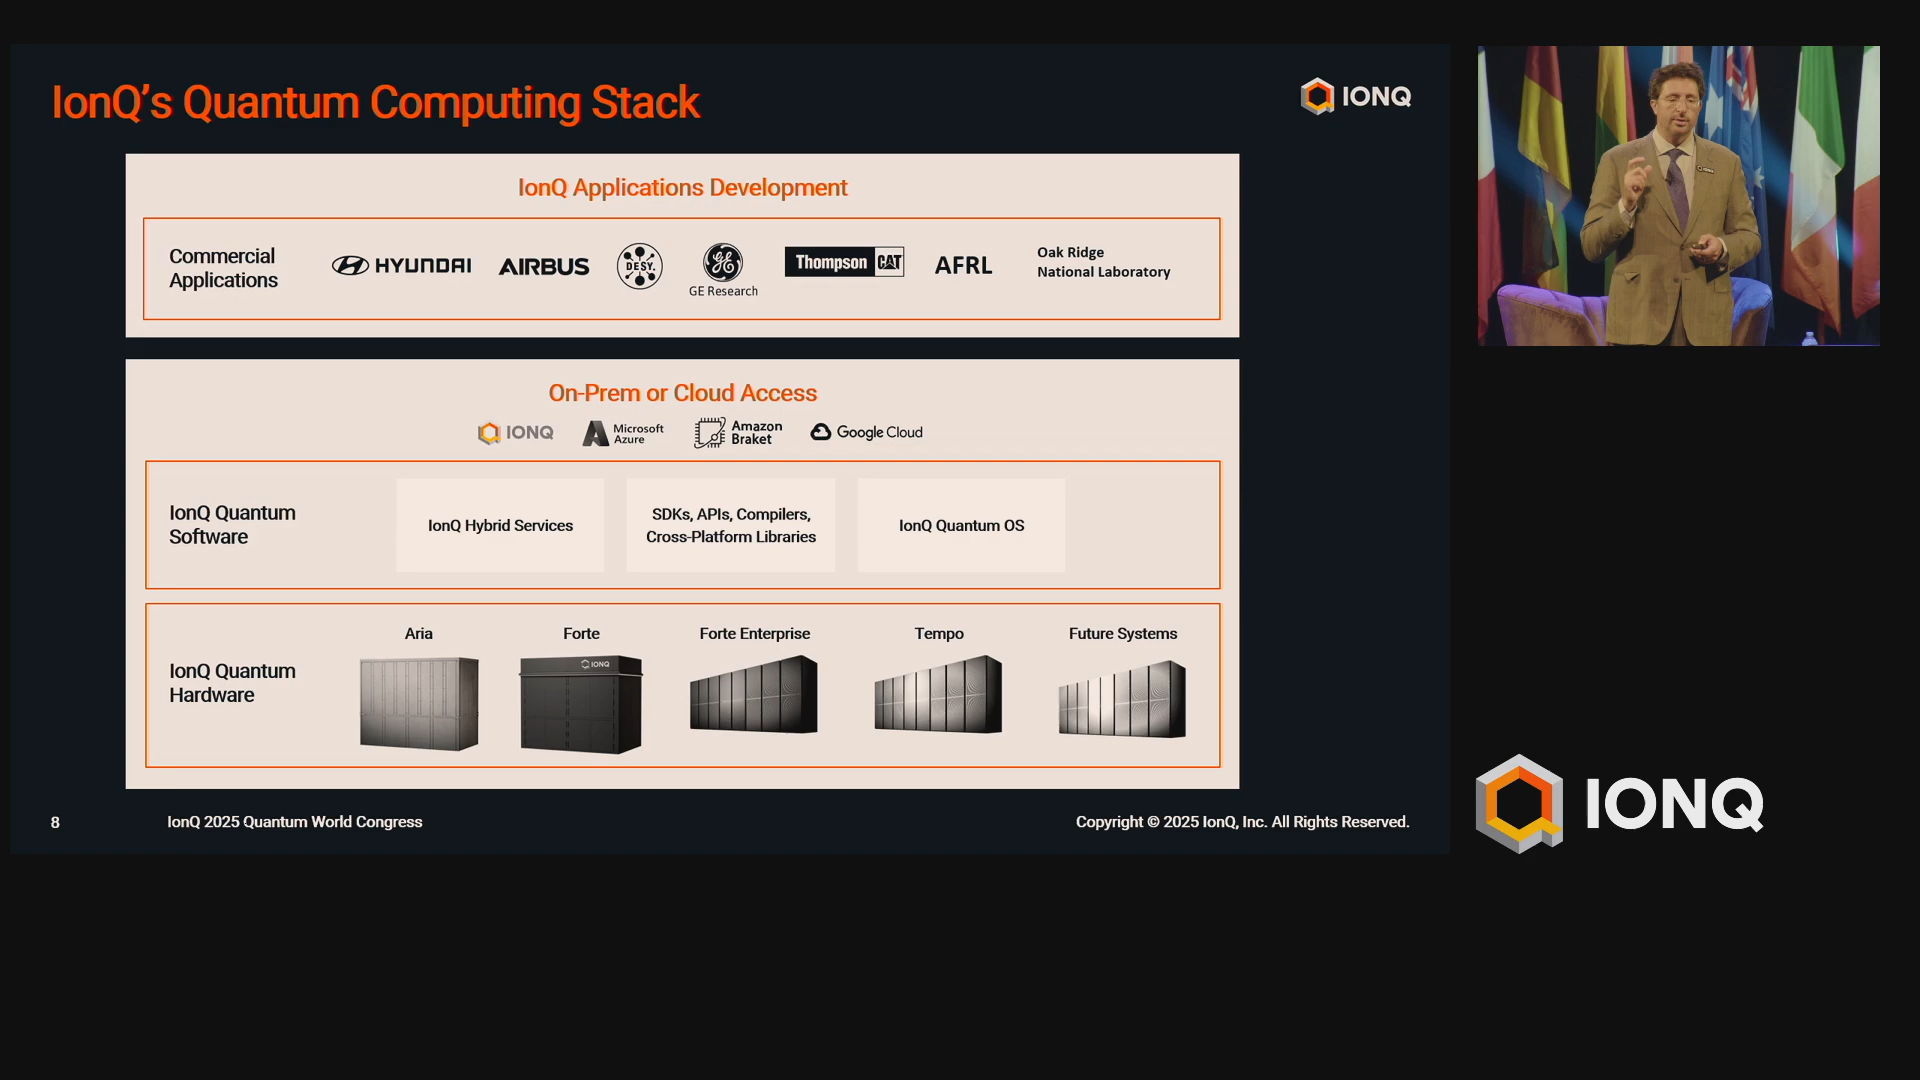 IonQ's Quantum Computing Stack
IONQ
IonQ Applications Development
Commercial
Applications
HYUNDAI
AIRBUS
DESY.
GE
GE Research
Thompson CAT
AFRL
Oak Ridge
National Laboratory
On-Prem or Cloud Access
IONQ
Microsoft
Azure
Amazon
Braket
Google Cloud
IonQ Quantum
Software
IonQ Hybrid Services
SDKs, APIs, Compilers,
Cross-Platform Libraries
IonQ Quantum OS
IonQ Quantum
Hardware
Aria
Forte
Forte Enterprise
Tempo
Future Systems
IONQ
8
IonQ 2025 Quantum World Congress
Copyright © 2025 IonQ, Inc. All Rights Reserved.
IONQ